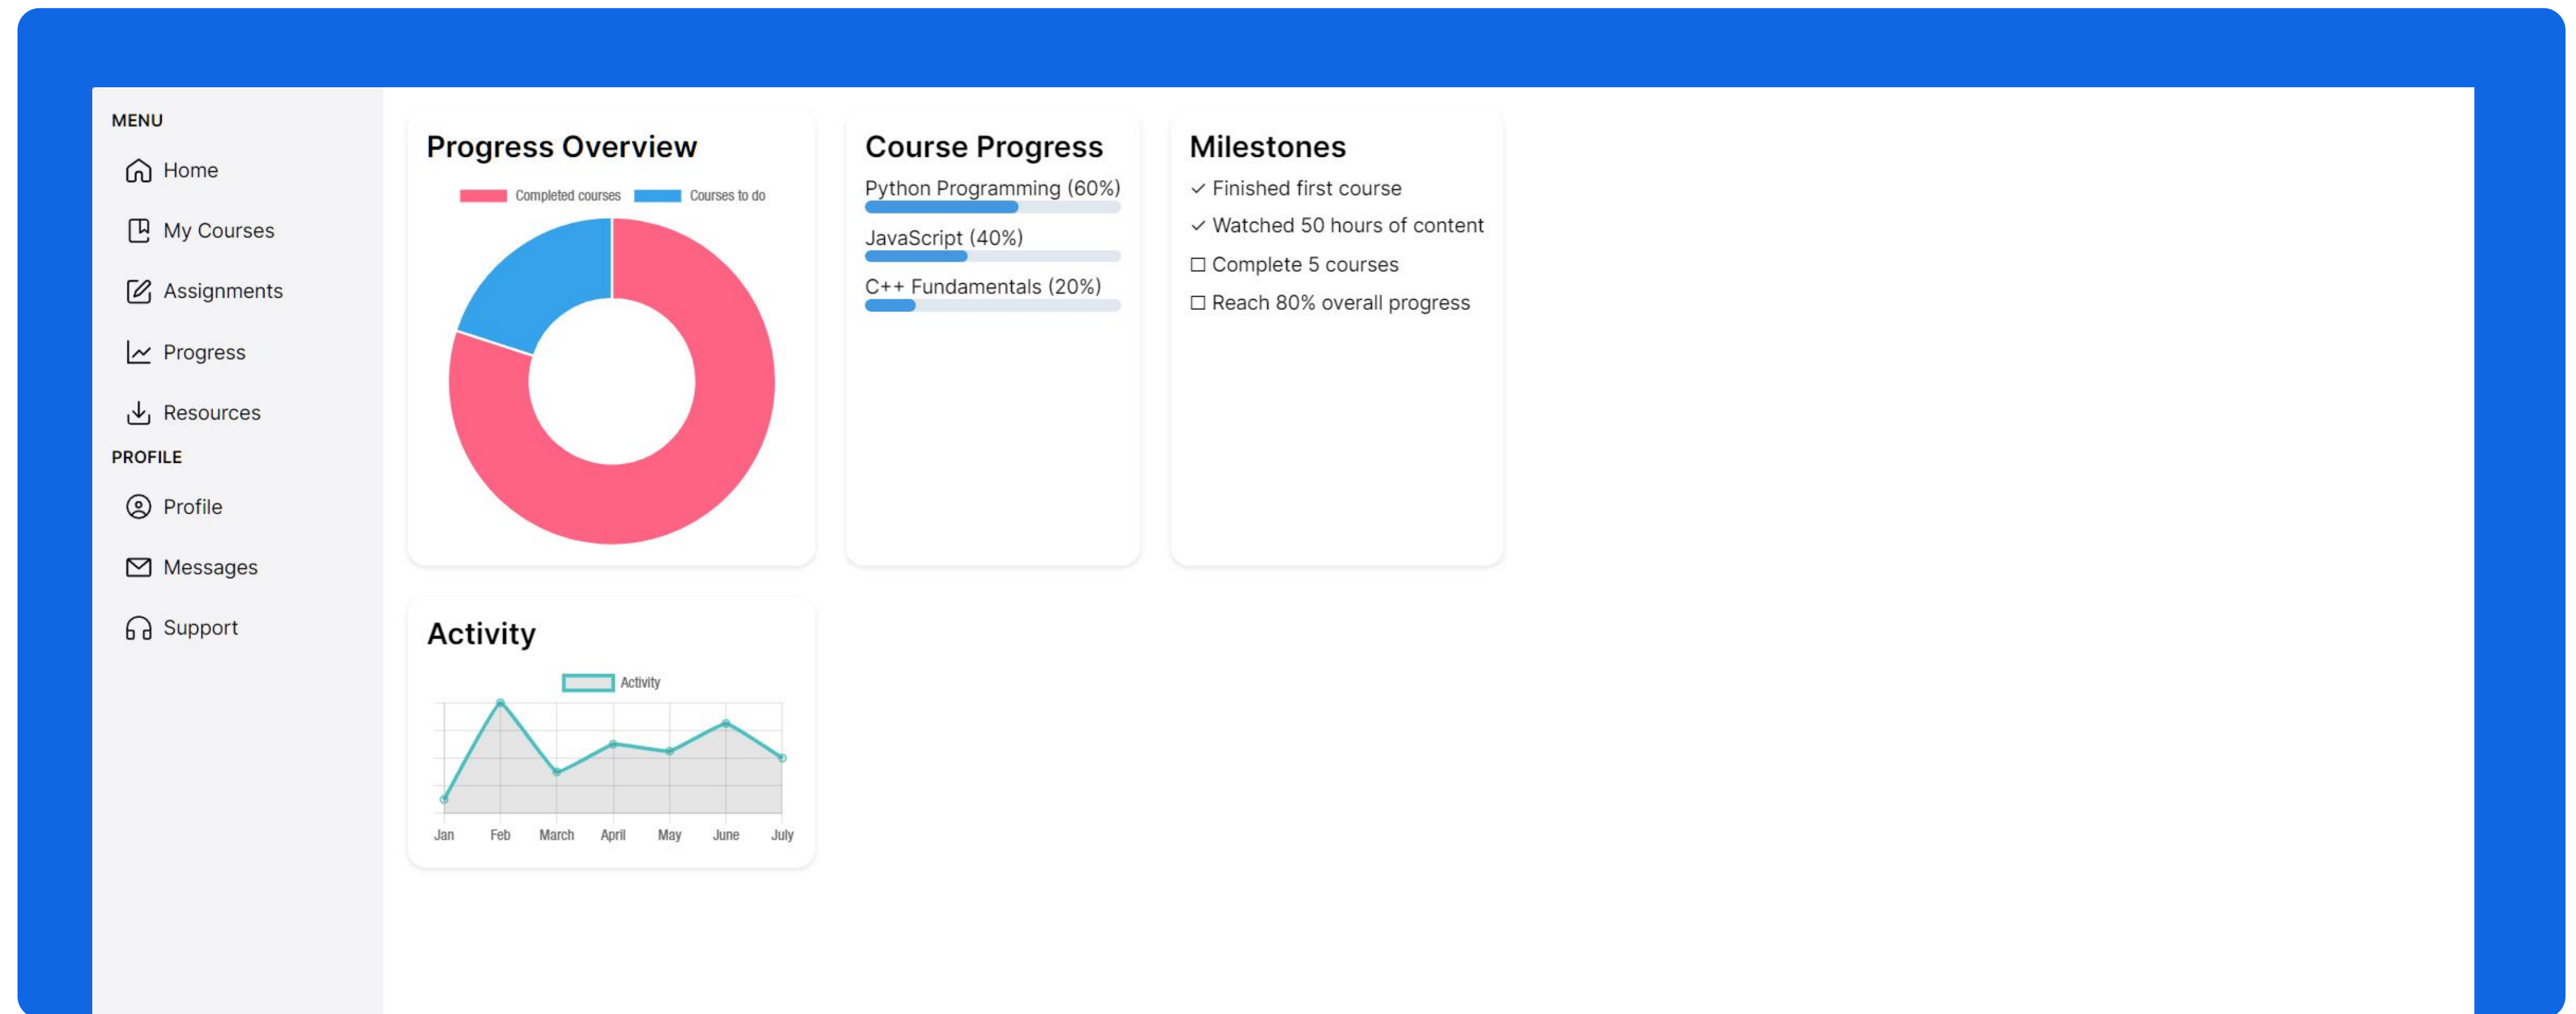 MENU
Home
My Courses
Assignments
Progress
Resources
PROFILE
Profile
Messages
Support
Progress Overview
Completed courses
Courses to do
Course Progress
Python Programming (60%)
JavaScript (40%)
C++ Fundamentals (20%)
Milestones
✓ Finished first course
✓ Watched 50 hours of content
☐ Complete 5 courses
☐ Reach 80% overall progress
Activity
Activity
Jan Feb March April May June July